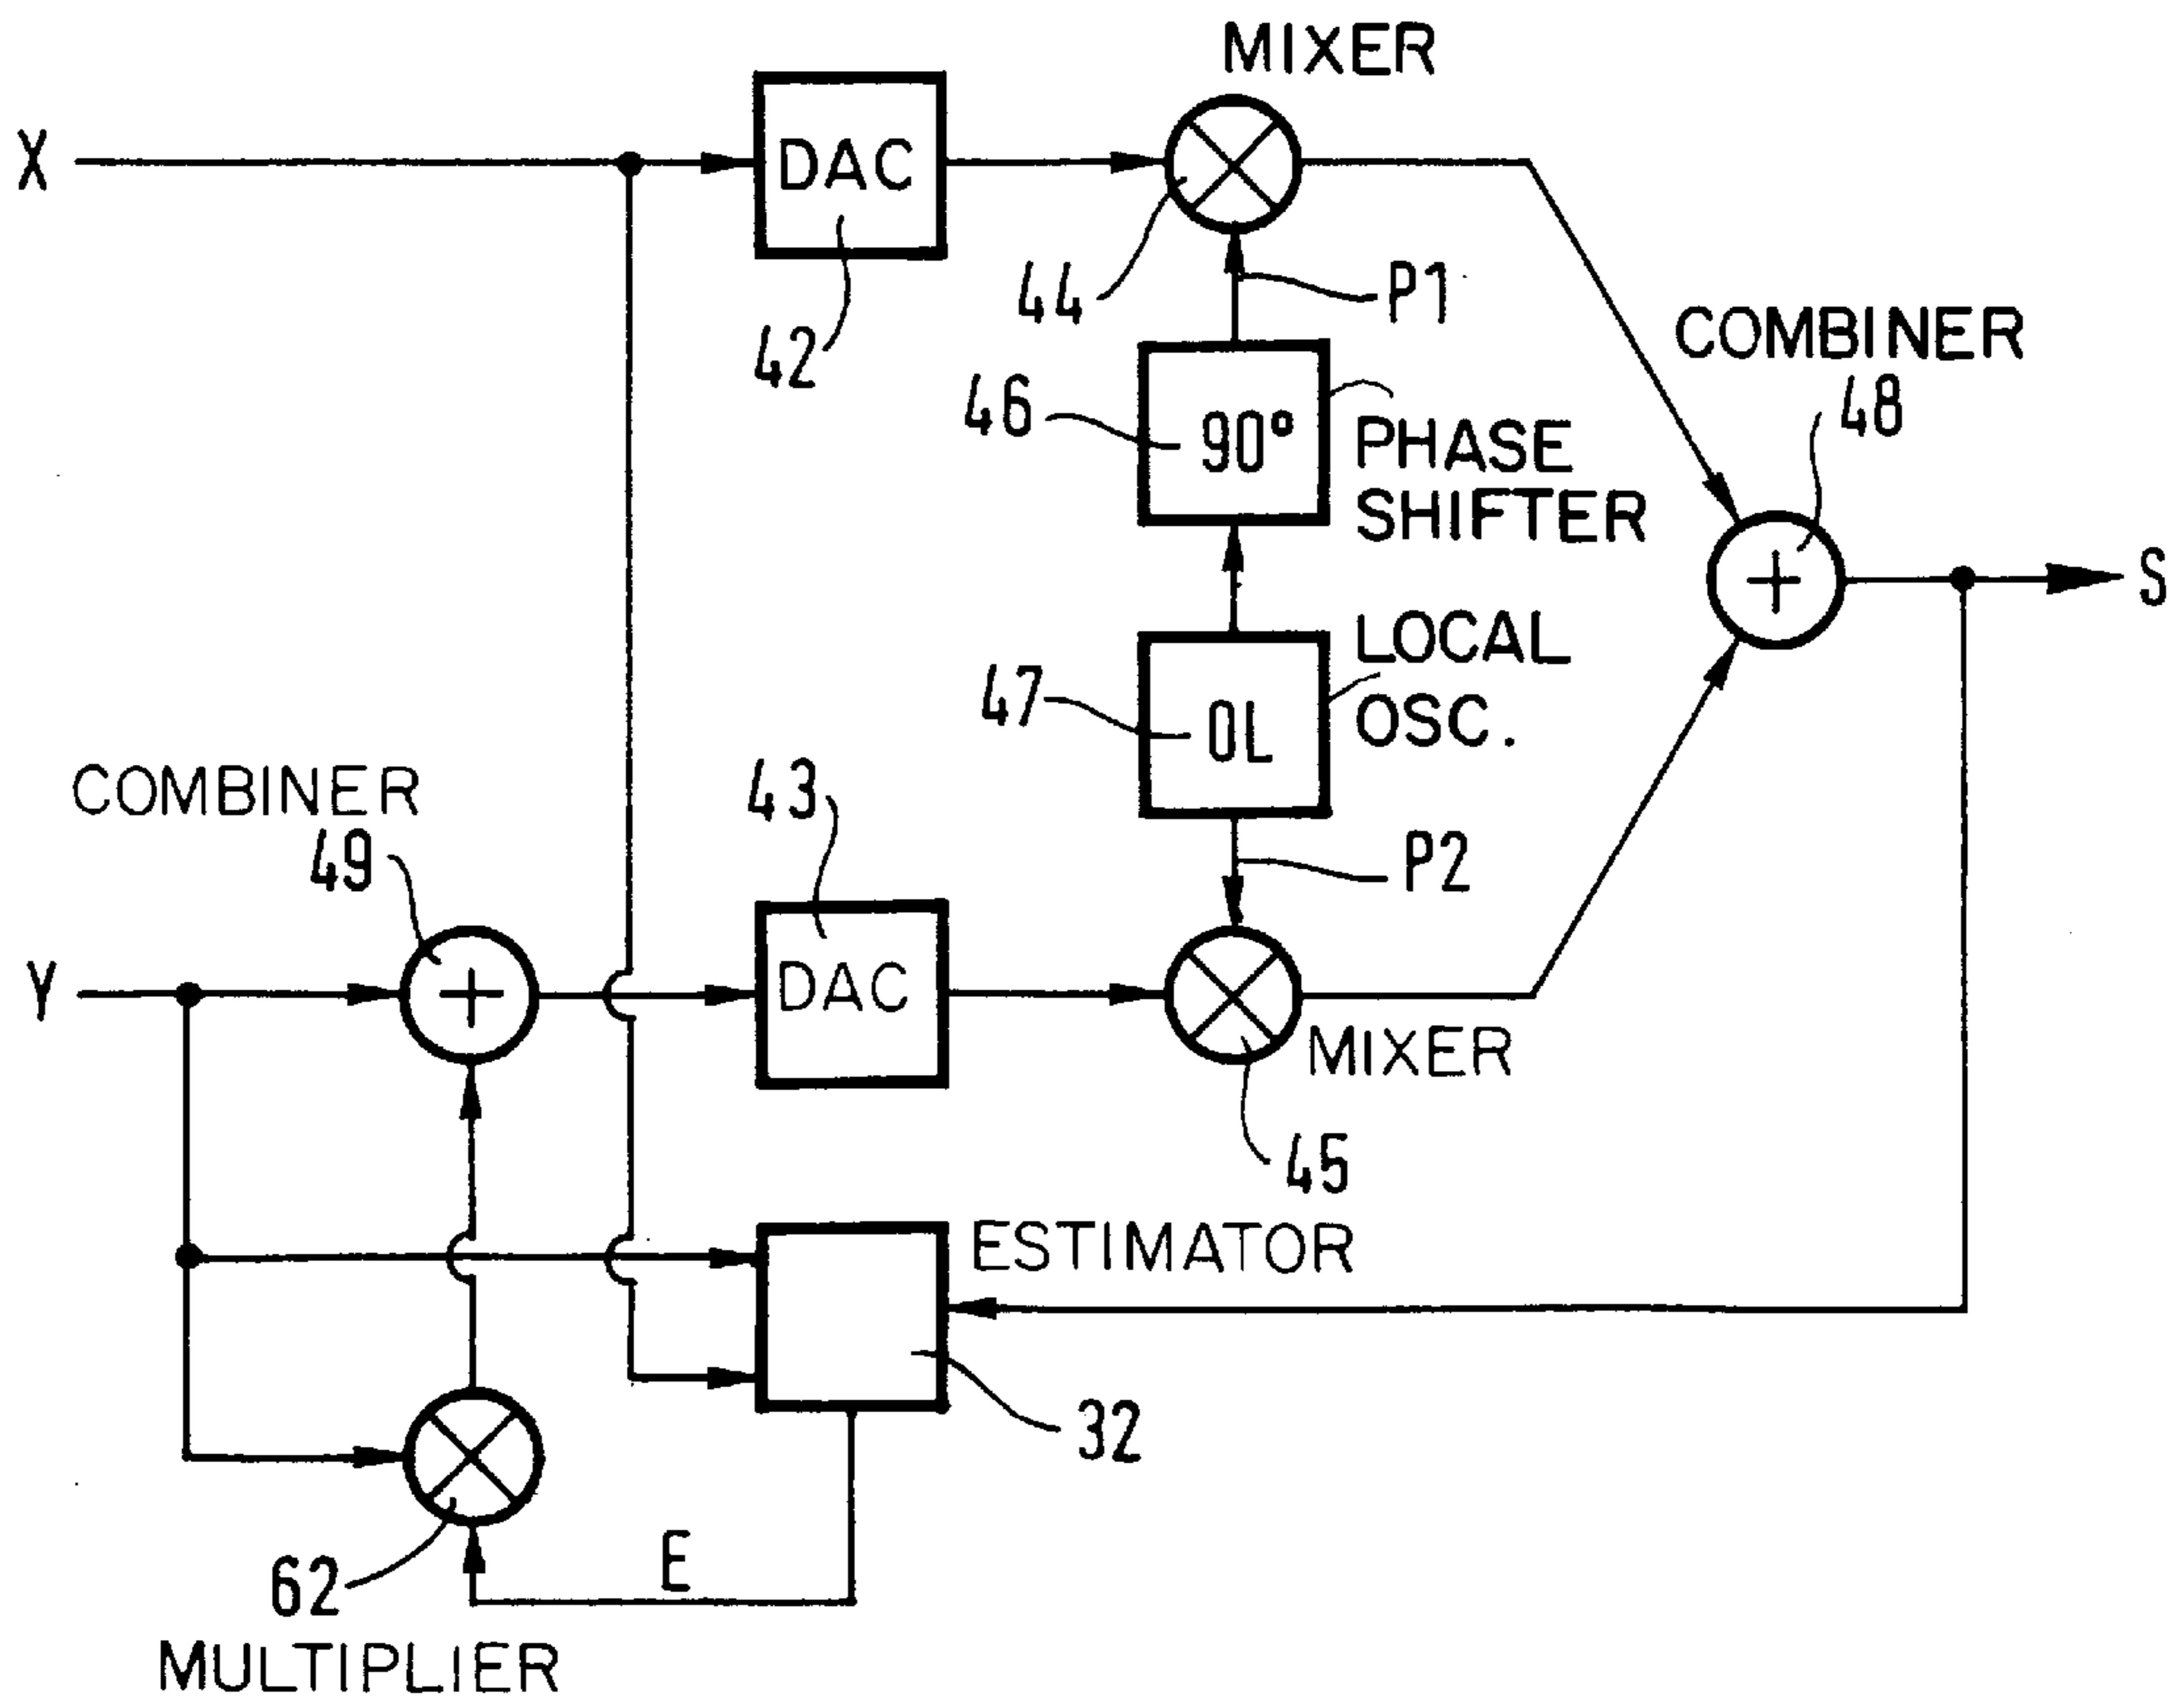 MIXER
X
DAC
44
P1
42
COMBINER
48
46
90°
PHASE
SHIFTER
S
LOCAL
OSC.
47
OL
COMBINER
49
43
P2
Y
DAC
MIXER
45
ESTIMATOR
32
E
62
MULTIPLIER